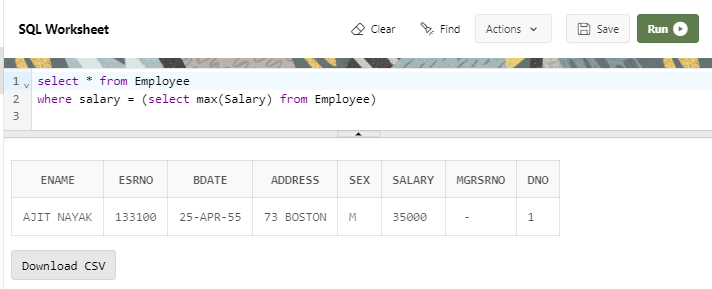 SQL Worksheet Clear Find Actions Save Run
1 select * from Employee
2 where salary = (select max(Salary) from Employee)
3
ENAME ESRNO BDATE ADDRESS SEX SALARY MGRSRNO DNO
AJIT NAYAK 133100 25-APR-55 73 BOSTON M 35000 - 1
Download CSV